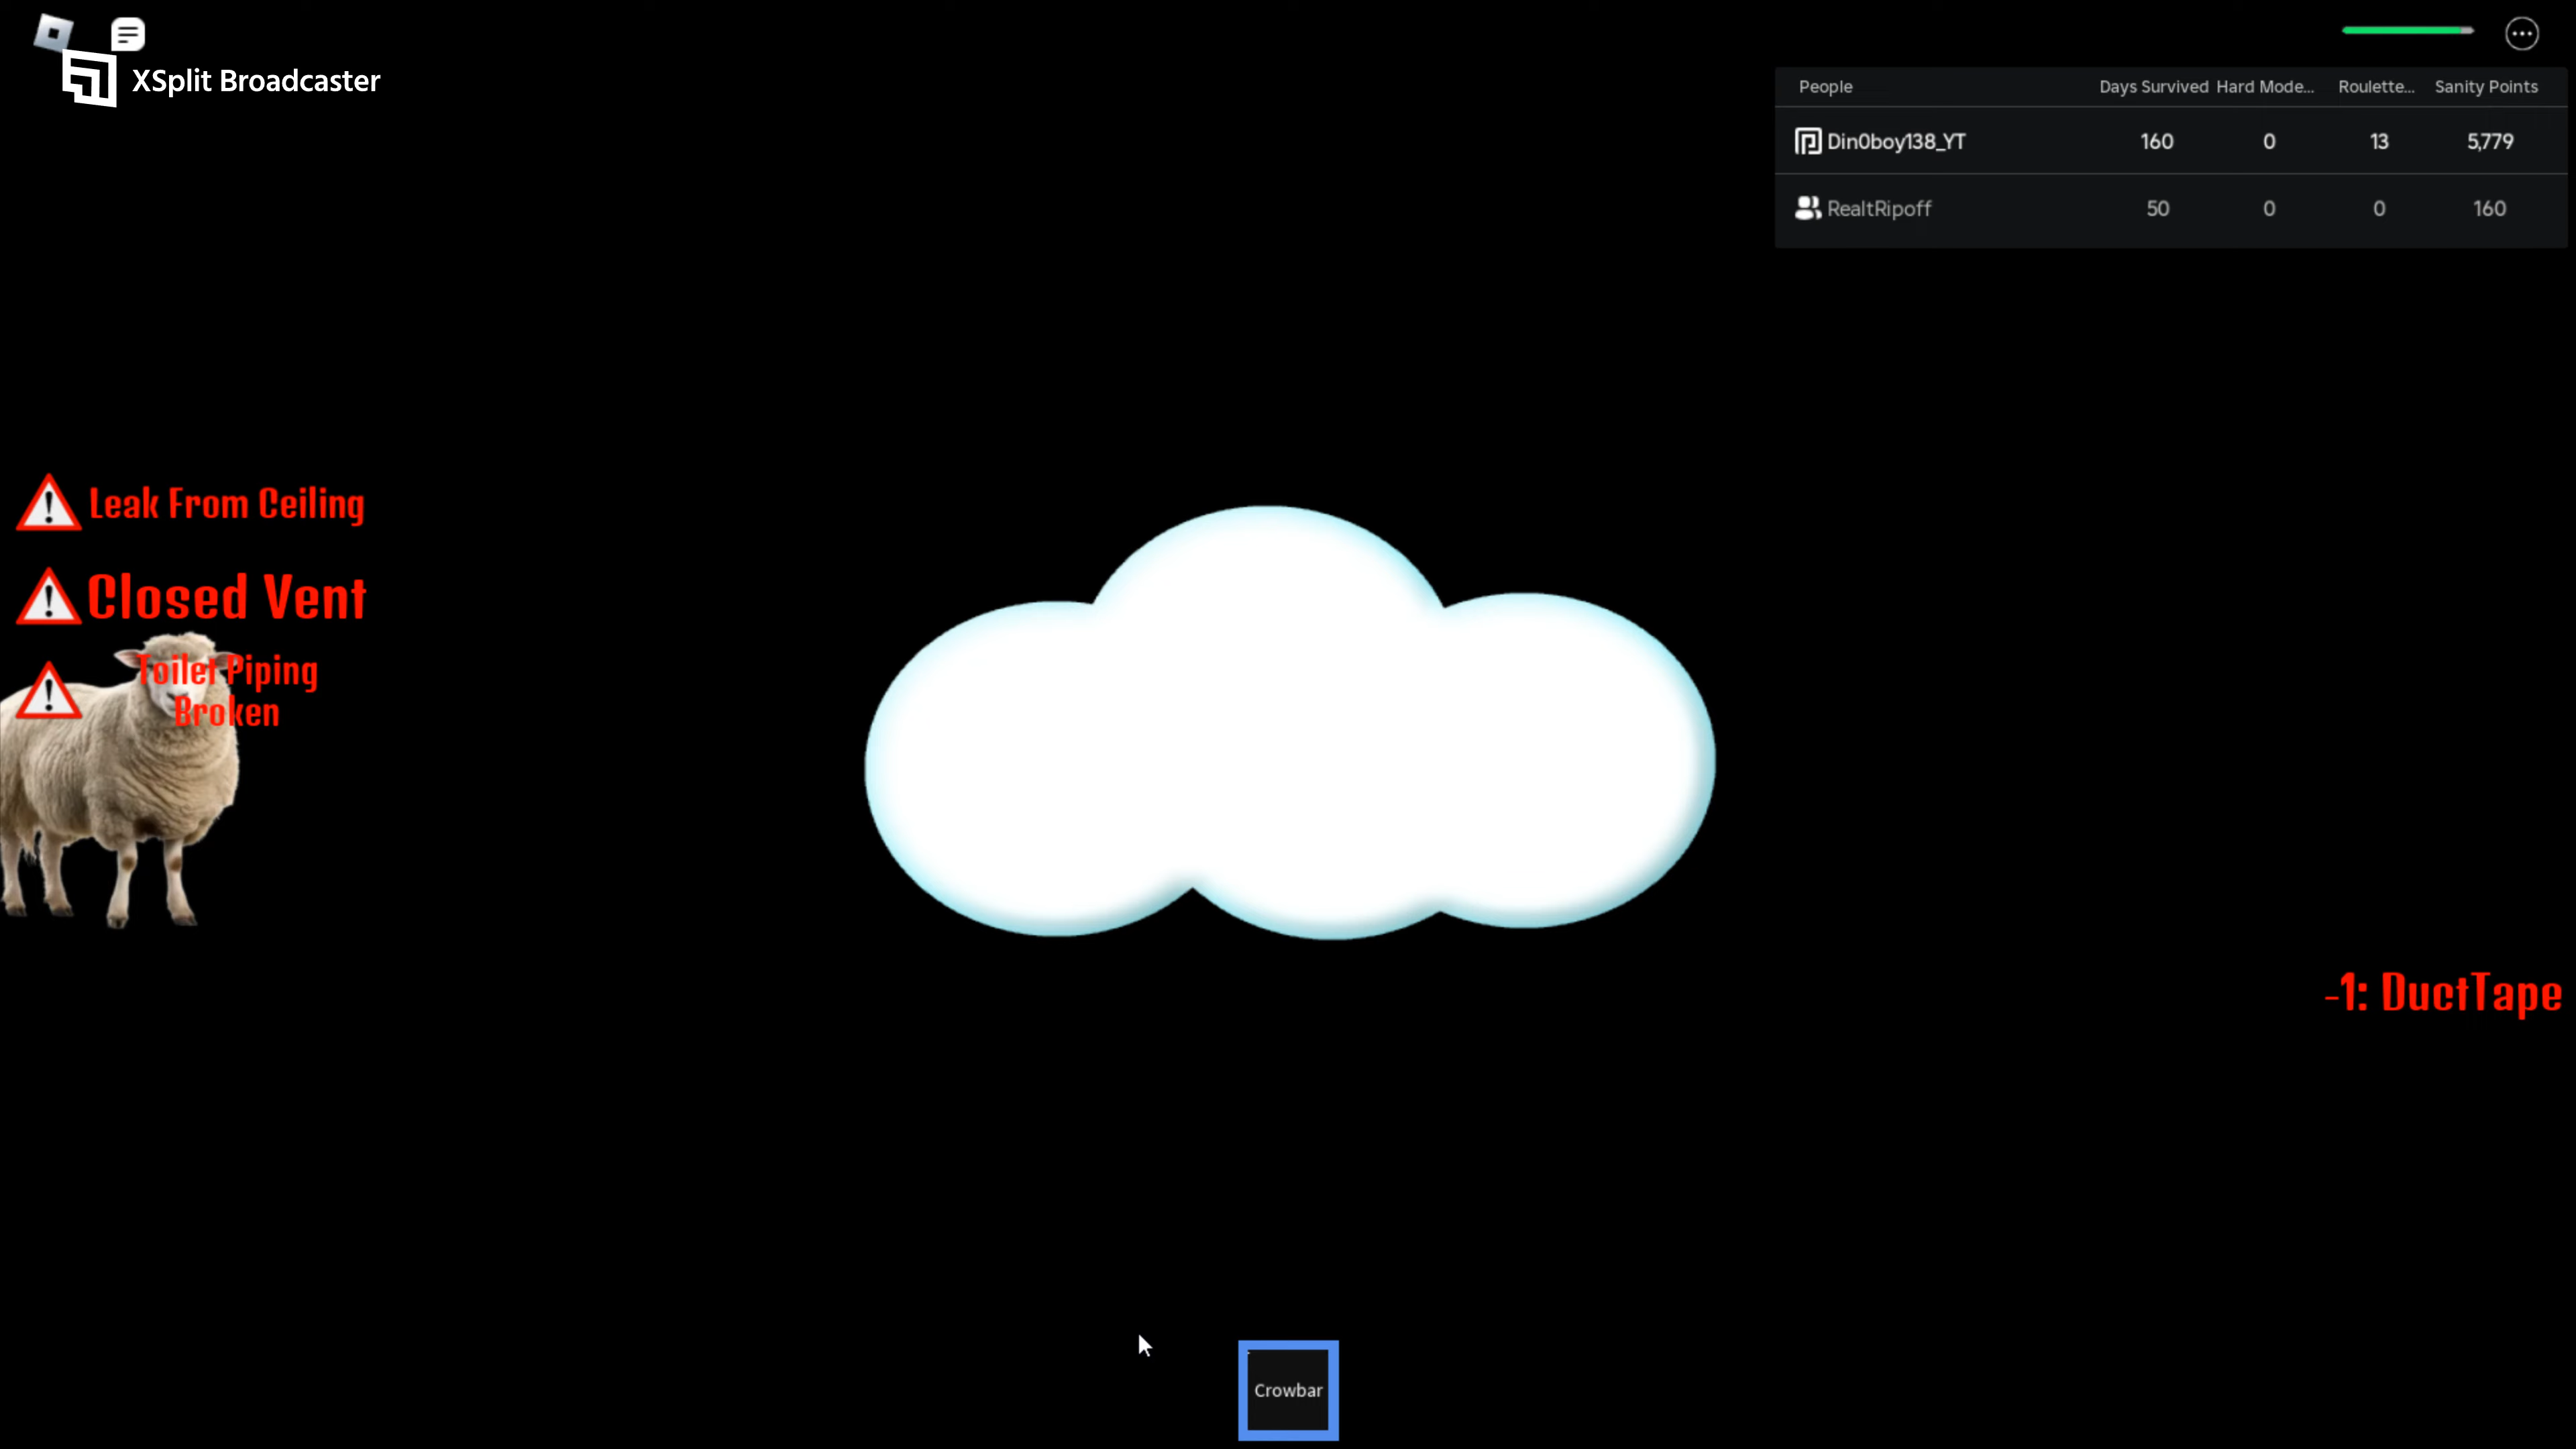 XSplit Broadcaster
People Days Survived Hard Mode... Roulette... Sanity Points
Din0boy138_YT 160 0 13 5,779
RealtRipoff 50 0 0 160
Leak From Ceiling
Closed Vent
Toilet Piping
Broken
-1: DuctTape
Crowbar